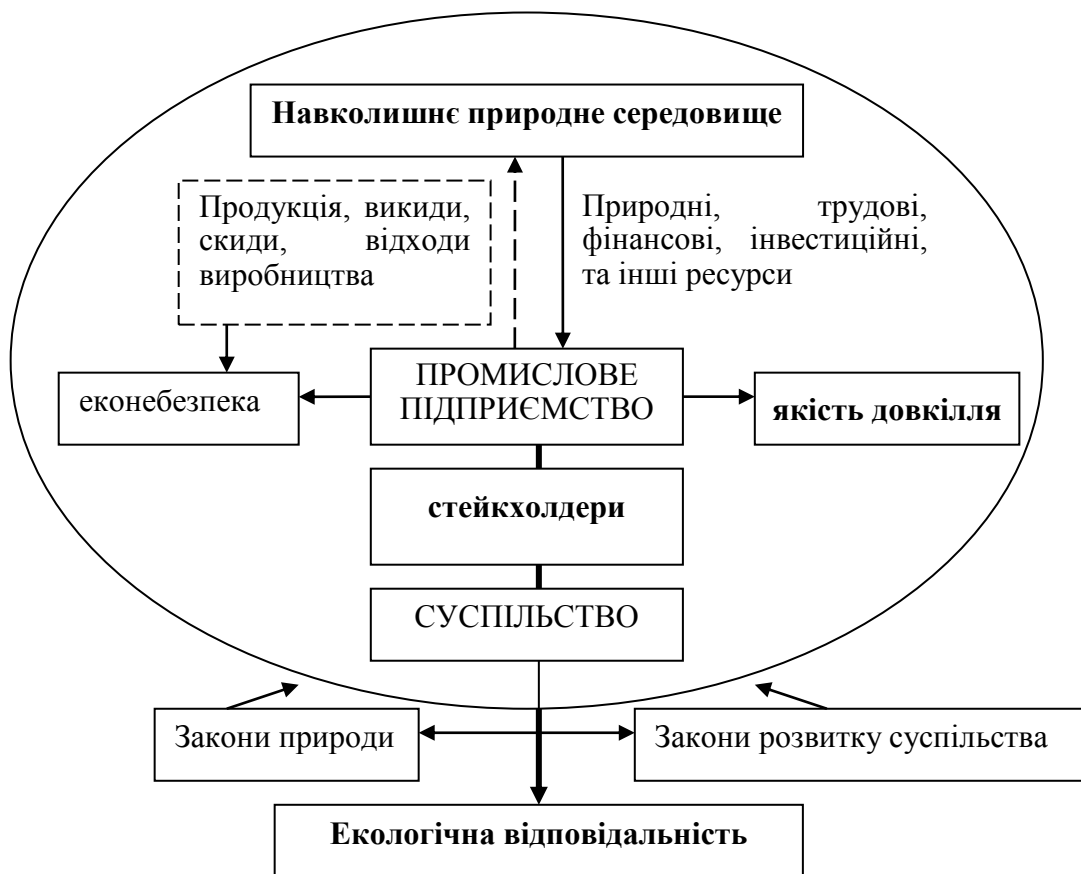 Навколишнє природне середовище
Продукція, викиди,
скиди, відходи
виробництва
Природні, трудові,
фінансові, інвестиційні,
та інші ресурси
еконебезпека
ПРОМИСЛОВЕ
ПІДПРИЄМСТВО
якість довкілля
стейкхолдери
СУСПІЛЬСТВО
Закони природи
Закони розвитку суспільства
Екологічна відповідальність